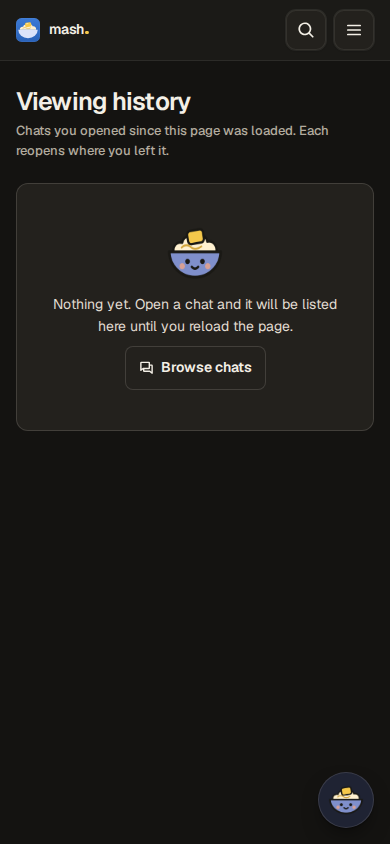 mash.
Viewing history
Chats you opened since this page was loaded. Each
reopens where you left it.
Nothing yet. Open a chat and it will be listed
here until you reload the page.
Browse chats